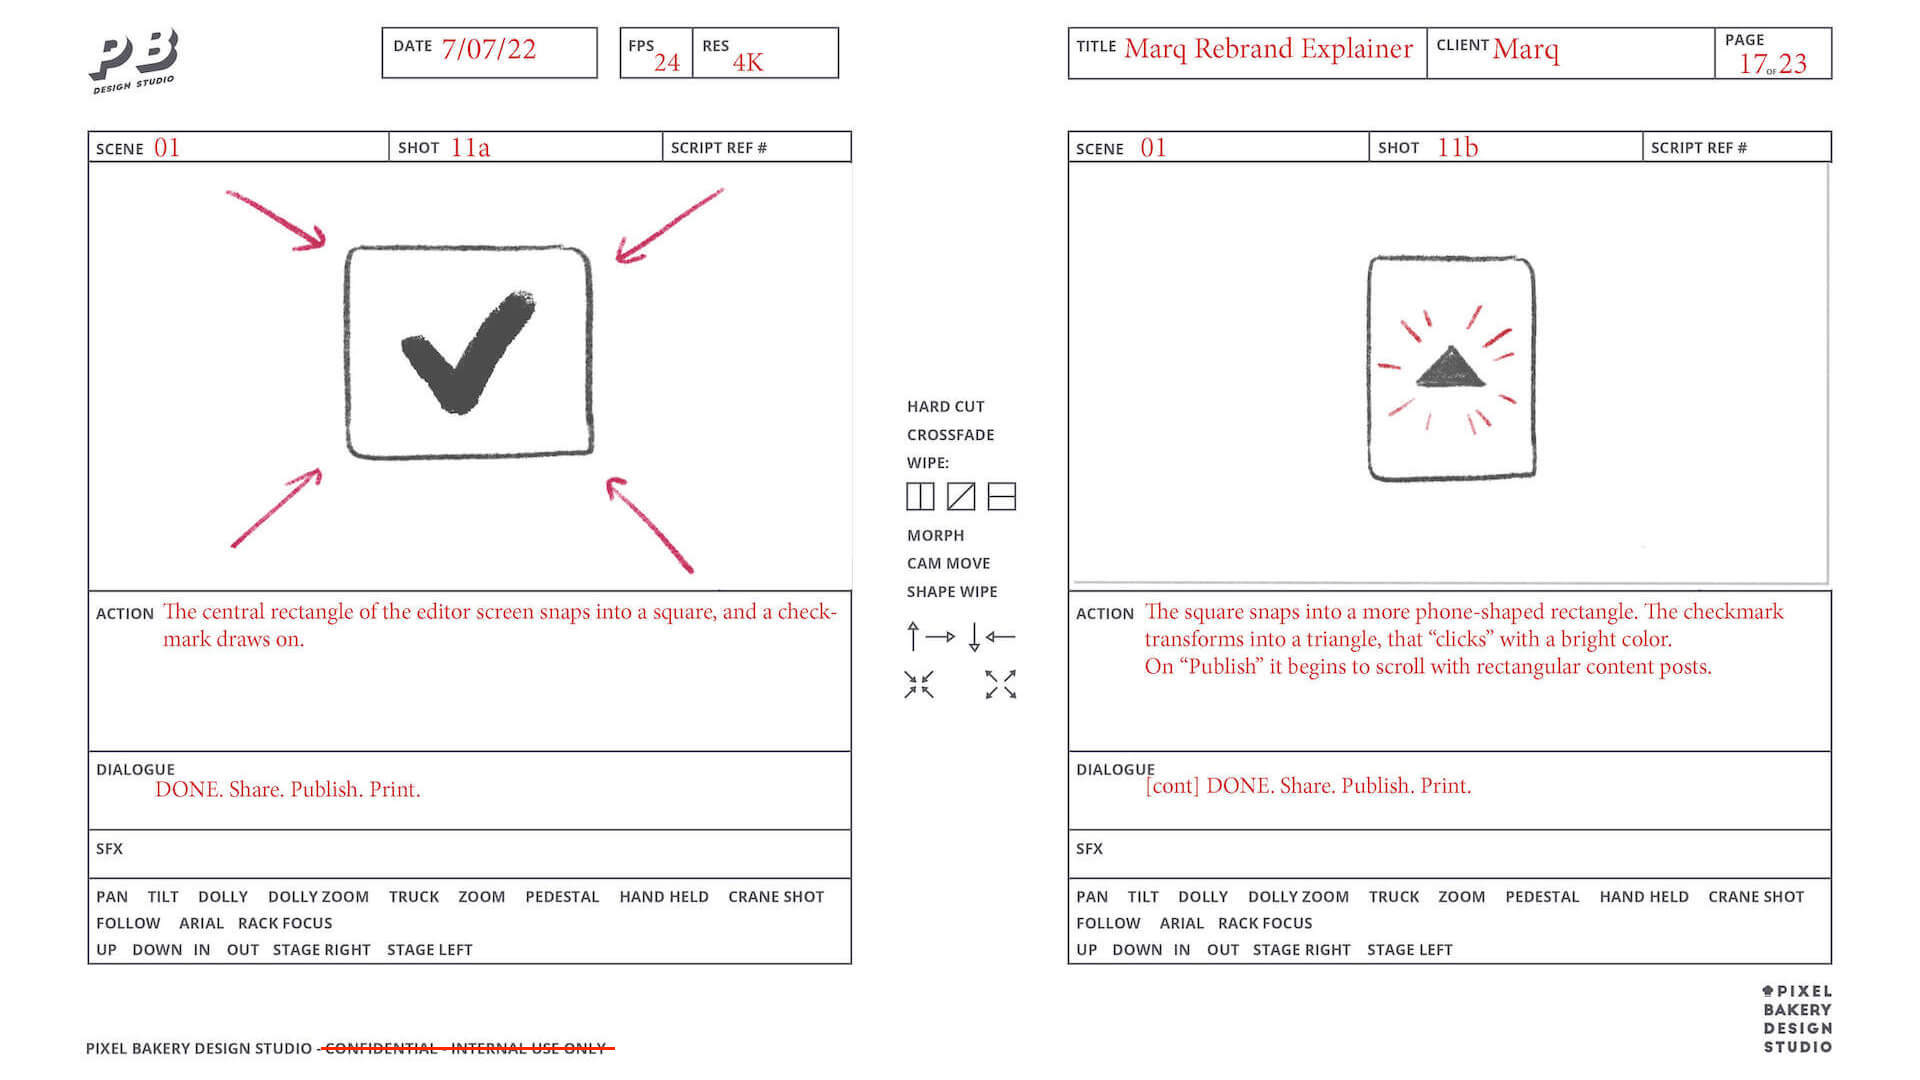 PB
DESIGN STUDIO
DATE 7/07/22
FPS 24
RES 4K
TITLE Marq Rebrand Explainer
CLIENT Marq
PAGE
17 OF 23
SCENE 01
SHOT 11a
SCRIPT REF #
ACTION The central rectangle of the editor screen snaps into a square, and a check-
mark draws on.
DIALOGUE
DONE. Share. Publish. Print.
SFX
PAN TILT DOLLY DOLLY ZOOM TRUCK ZOOM PEDESTAL HAND HELD CRANE SHOT
FOLLOW ARIAL RACK FOCUS
UP DOWN IN OUT STAGE RIGHT STAGE LEFT
HARD CUT
CROSSFADE
WIPE:
MORPH
CAM MOVE
SHAPE WIPE
SCENE 01
SHOT 11b
SCRIPT REF #
ACTION The square snaps into a more phone-shaped rectangle. The checkmark
transforms into a triangle, that “clicks” with a bright color.
On “Publish” it begins to scroll with rectangular content posts.
DIALOGUE
[cont] DONE. Share. Publish. Print.
SFX
PAN TILT DOLLY DOLLY ZOOM TRUCK ZOOM PEDESTAL HAND HELD CRANE SHOT
FOLLOW ARIAL RACK FOCUS
UP DOWN IN OUT STAGE RIGHT STAGE LEFT
PIXEL BAKERY DESIGN STUDIO - CONFIDENTIAL - INTERNAL USE ONLY
PIXEL
BAKERY
DESIGN
STUDIO